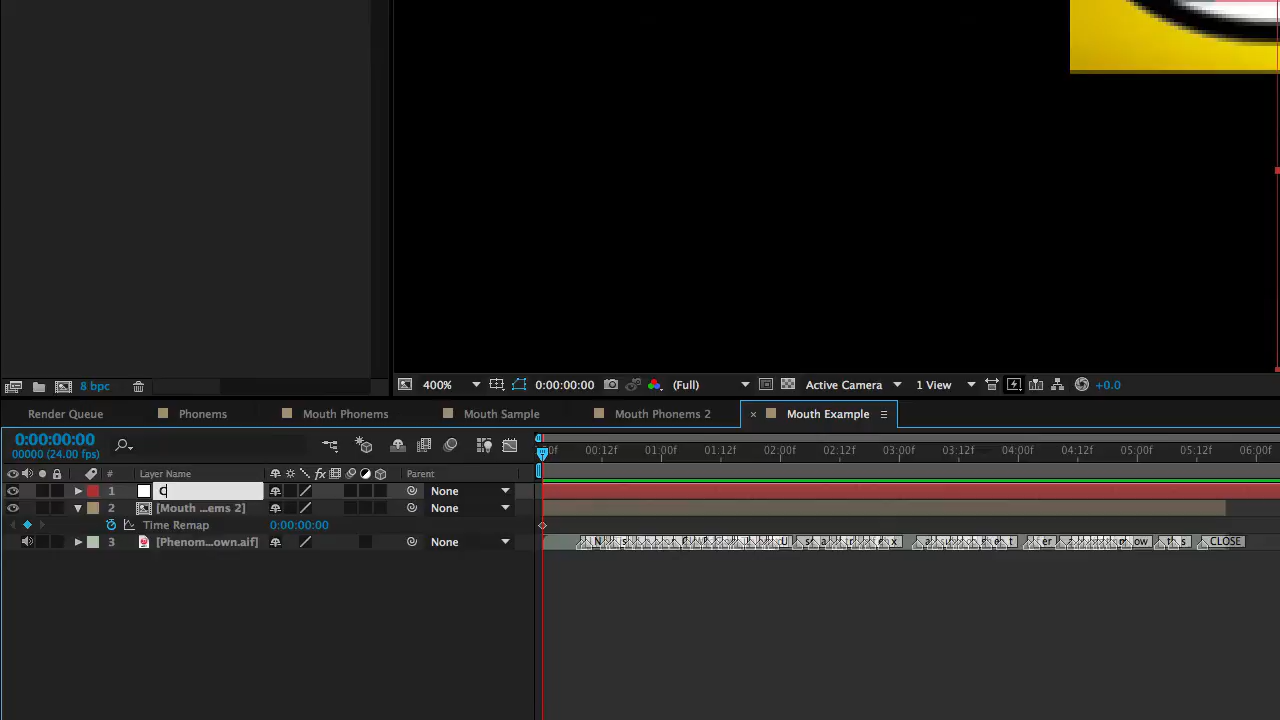 8 bpc
400%
0:00:00:00
(Full)
Active Camera
1 View
+0.0
Render Queue
Phonems
Mouth Phonems
Mouth Sample
Mouth Phonems 2
× Mouth Example
0:00:00:00
00000 (24.00 fps)
00:12f
01:00f
01:12f
02:00f
02:12f
03:00f
03:12f
04:00f
04:12f
05:00f
05:12f
06:00f
# Layer Name
Parent
1 C
None
2 [Mouth ...ems 2]
None
Time Remap
0:00:00:00
3 [Phenom...own.aif]
None
CLOSE